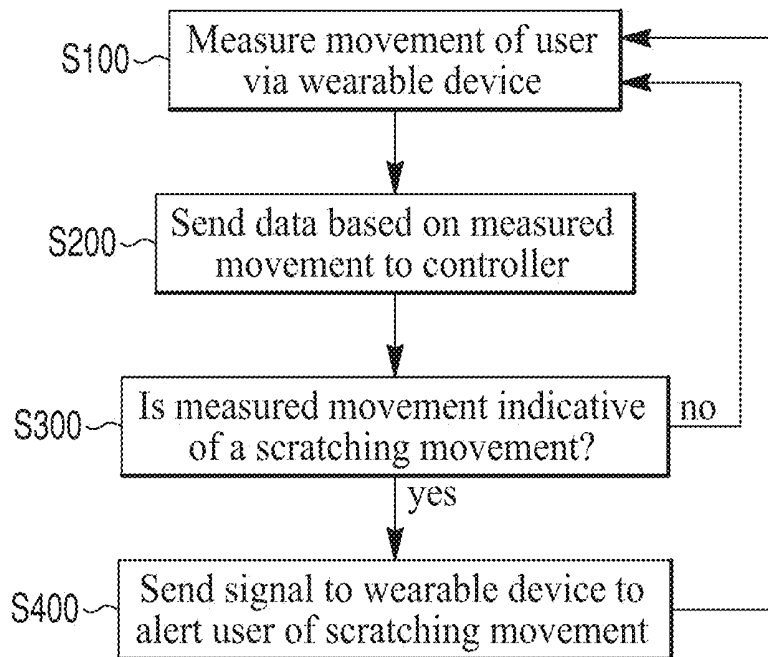 S100
Measure movement of user
via wearable device
S200
Send data based on measured
movement to controller
S300
Is measured movement indicative
of a scratching movement?
no
yes
S400
Send signal to wearable device to
alert user of scratching movement